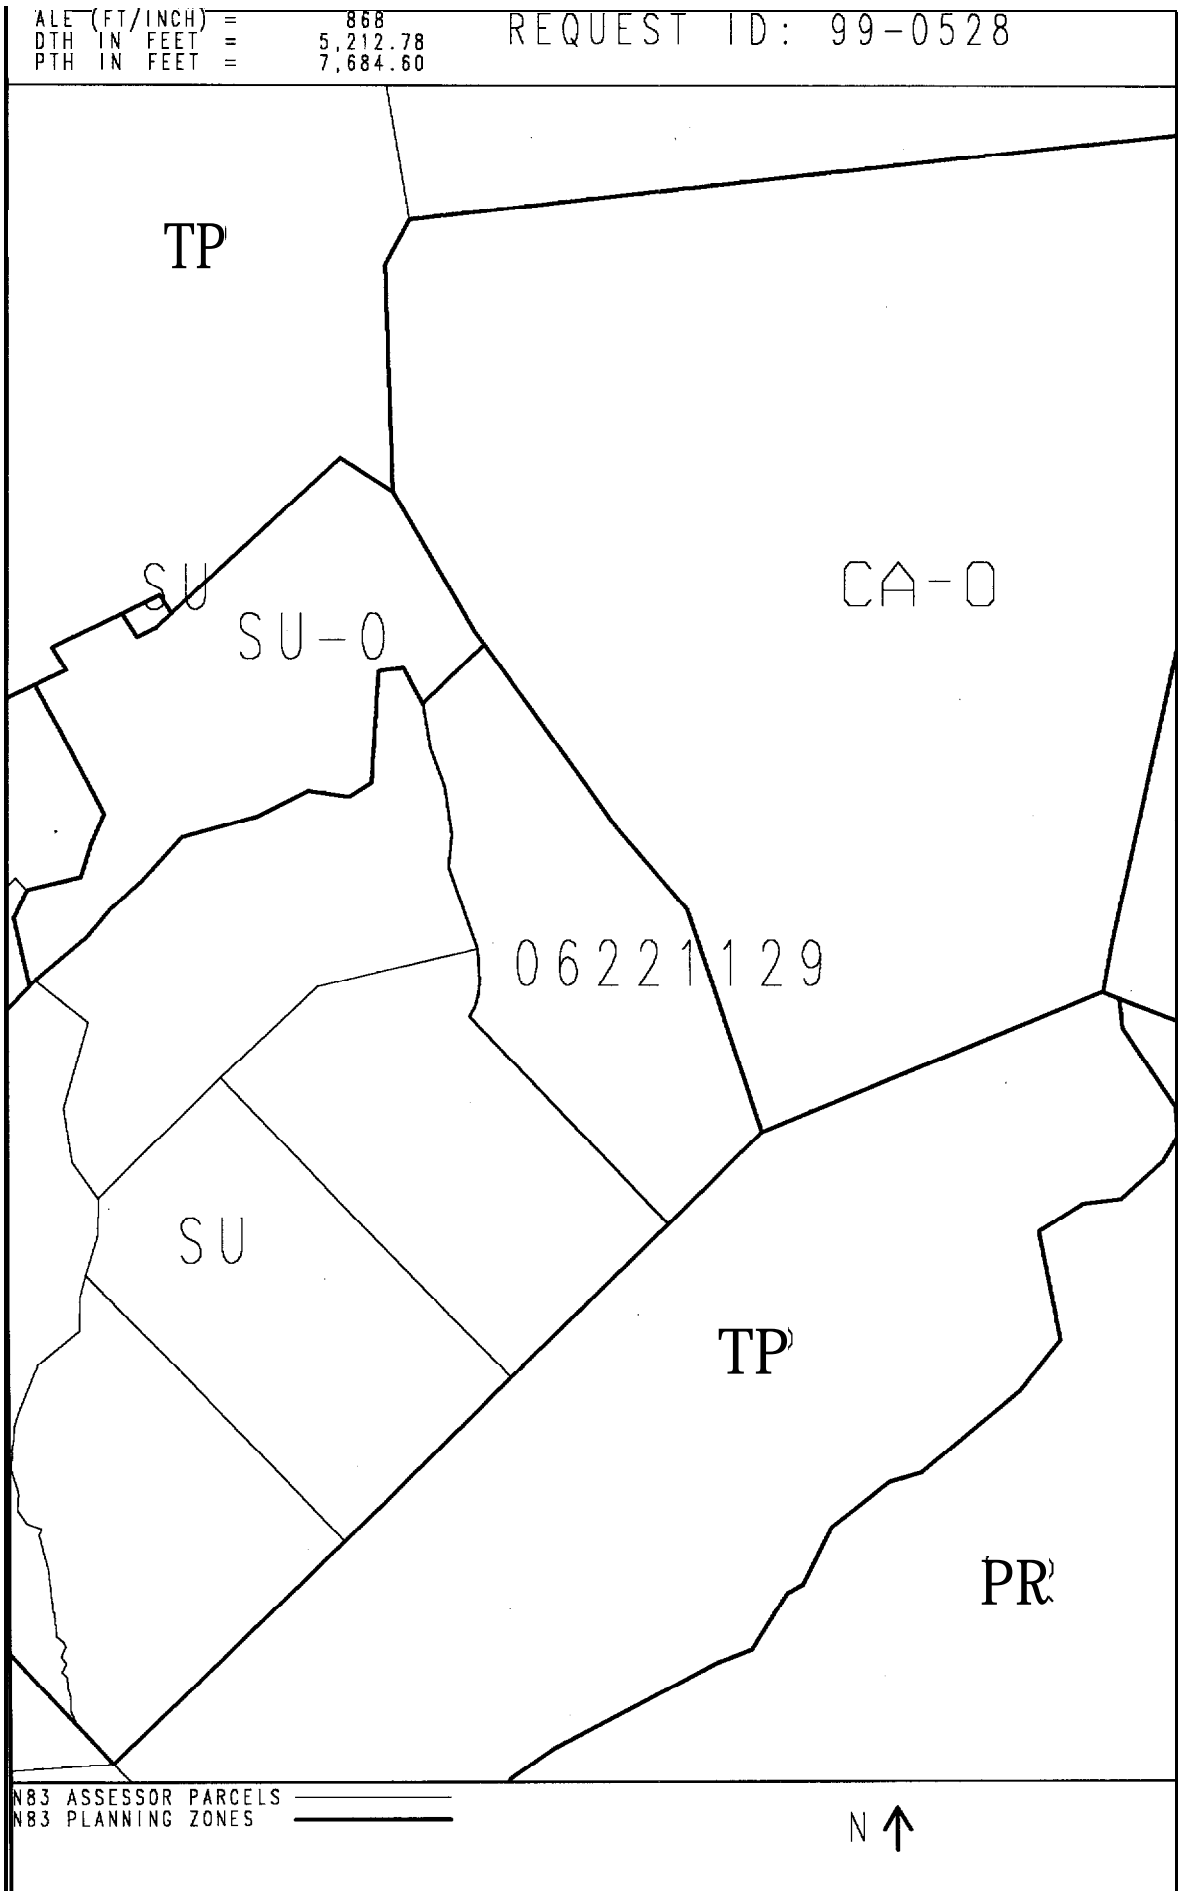 ALE (FT/INCH) = 868
DTH IN FEET = 5,212.78
PTH IN FEET = 7,684.60
REQUEST ID: 99-0528
TP
SU
SU-O
CA-O
06221129
SU
TP
PR
N83 ASSESSOR PARCELS
N83 PLANNING ZONES
N